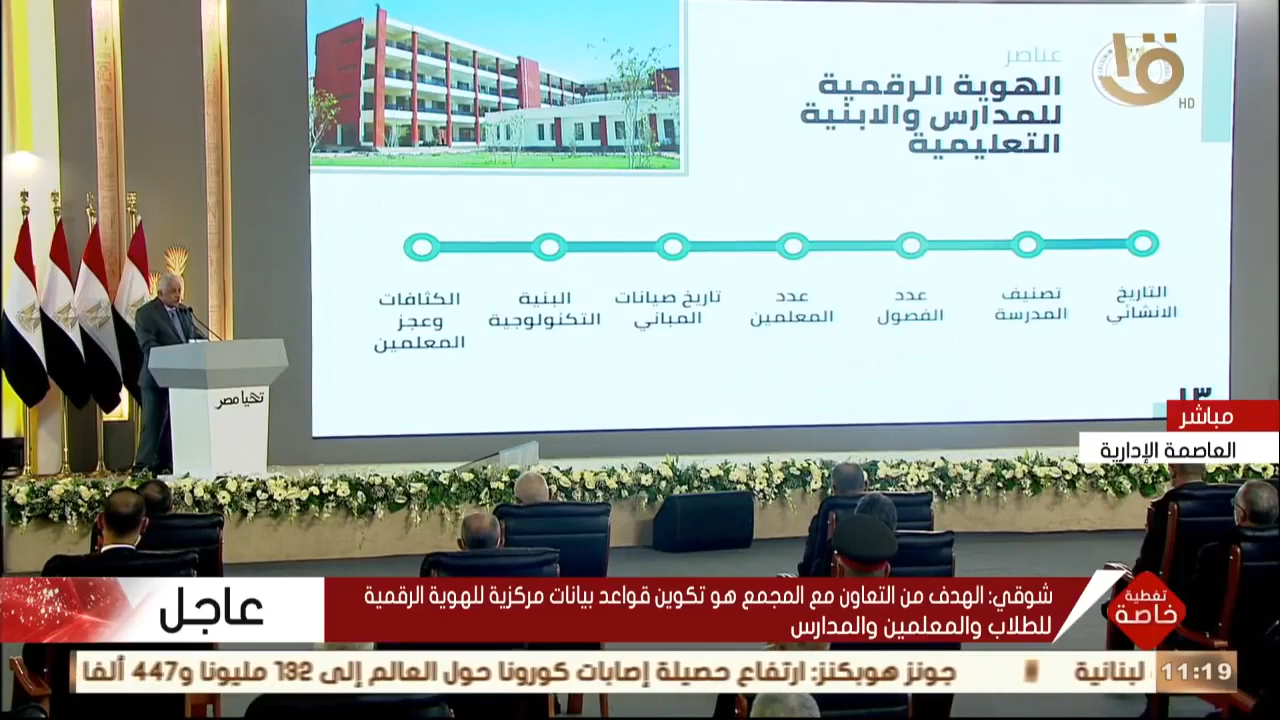 عناصر
الهوية الرقمية
للمدارس والابنية
التعليمية
HD
التاريخ
الانشائي
تصنيف
المدرسة
عدد
الفصول
عدد
المعلمين
تاريخ صيانات
المباني
البنية
التكنولوجية
الكثافات
وعجز
المعلمين
١٣
تحيا مصر
مباشر
العاصمة الإدارية
تغطية
خاصة
شوقي: الهدف من التعاون مع المجمع هو تكوين قواعد بيانات مركزية للهوية الرقمية
للطلاب والمعلمين والمدارس
عاجل
11:19
لبنانية
جونز هوبكنز: ارتفاع حصيلة إصابات كورونا حول العالم إلى 132 مليونا و447 ألفا